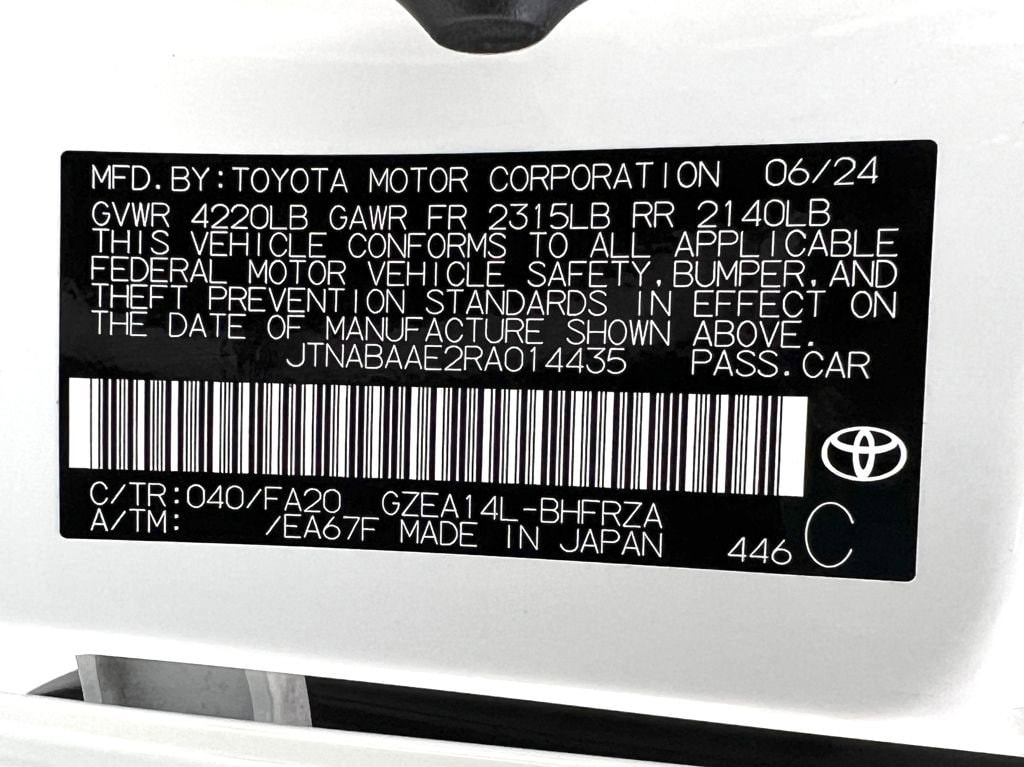 MFD.BY:TOYOTA MOTOR CORPORATION 06/24
GVWR 4220LB GAWR FR 2315LB RR 2140LB
THIS VEHICLE CONFORMS TO ALL APPLICABLE
FEDERAL MOTOR VEHICLE SAFETY,BUMPER,AND
THEFT PREVENTION STANDARDS IN EFFECT ON
THE DATE OF MANUFACTURE SHOWN ABOVE.
JTNABAAE2RA014435 PASS.CAR
C/TR:040/FA20 GZEA14L-BHFRZA
A/TM: /EA67F MADE IN JAPAN 446 C